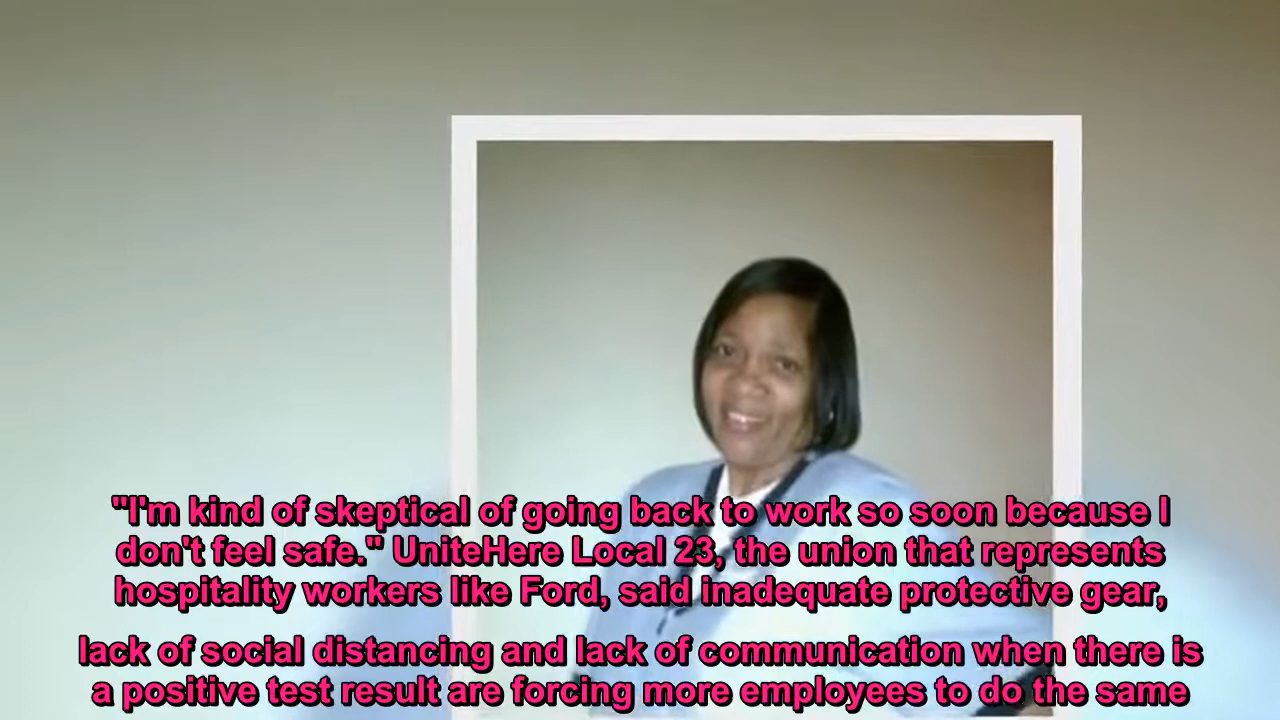 "I'm kind of skeptical of going back to work so soon because I
don't feel safe." UniteHere Local 23, the union that represents
hospitality workers like Ford, said inadequate protective gear,
lack of social distancing and lack of communication when there is
a positive test result are forcing more employees to do the same